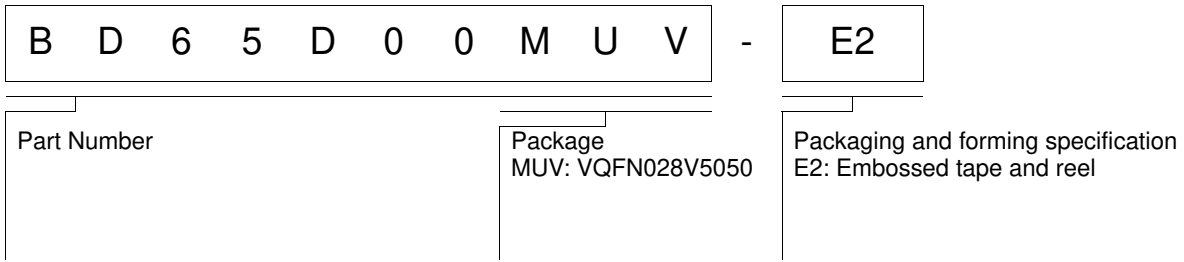 B D 6 5 D 0 0 M U V - E2
Part Number
Package
MUV: VQFN028V5050
Packaging and forming specification
E2: Embossed tape and reel